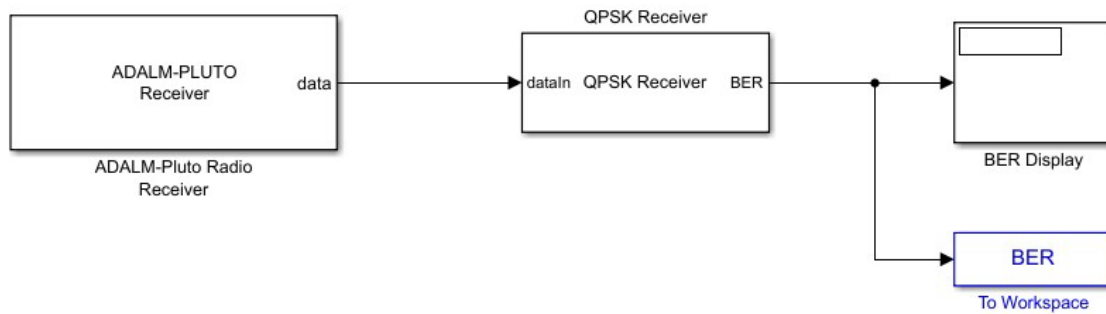 ADALM-PLUTO
Receiver
data
ADALM-Pluto Radio
Receiver
QPSK Receiver
dataIn
QPSK Receiver
BER
BER Display
BER
To Workspace